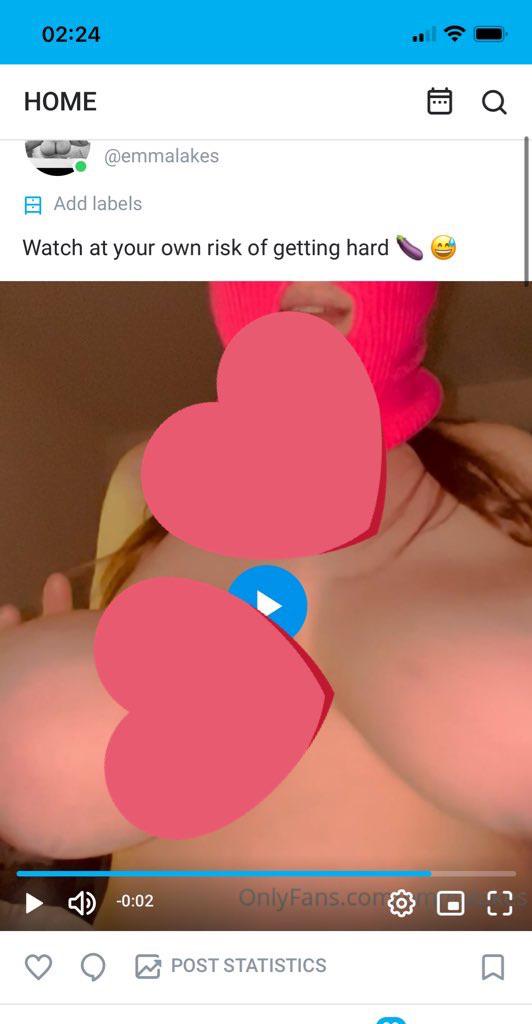 02:24
HOME
@emmalakes
Add labels
Watch at your own risk of getting hard 🍆 😅
-0:02
OnlyFans.com
POST STATISTICS